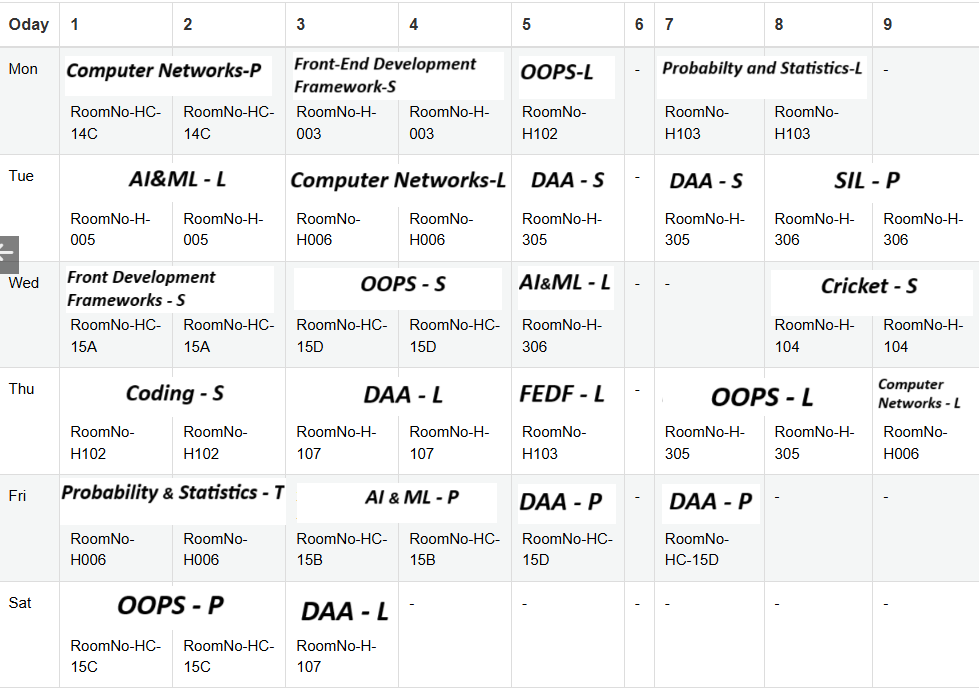 Oday 1 2 3 4 5 6 7 8 9
Mon Computer Networks-P Front-End Development Framework-S OOPS-L - Probabilty and Statistics-L -
RoomNo-HC-14C RoomNo-HC-14C RoomNo-H-003 RoomNo-H-003 RoomNo-H102 RoomNo-H103 RoomNo-H103
Tue AI&ML - L Computer Networks-L DAA - S - DAA - S SIL - P
RoomNo-H-005 RoomNo-H-005 RoomNo-H006 RoomNo-H006 RoomNo-H-305 RoomNo-H-305 RoomNo-H-306 RoomNo-H-306
Wed Front Development Frameworks - S OOPS - S AI&ML - L - - Cricket - S
RoomNo-HC-15A RoomNo-HC-15A RoomNo-HC-15D RoomNo-HC-15D RoomNo-H-306 RoomNo-H-104 RoomNo-H-104
Thu Coding - S DAA - L FEDF - L - OOPS - L Computer Networks - L
RoomNo-H102 RoomNo-H102 RoomNo-H-107 RoomNo-H-107 RoomNo-H103 RoomNo-H-305 RoomNo-H-305 RoomNo-H006
Fri Probability & Statistics - T AI & ML - P DAA - P - DAA - P - -
RoomNo-H006 RoomNo-H006 RoomNo-HC-15B RoomNo-HC-15B RoomNo-HC-15D RoomNo-HC-15D
Sat OOPS - P DAA - L - - - - - -
RoomNo-HC-15C RoomNo-HC-15C RoomNo-H-107